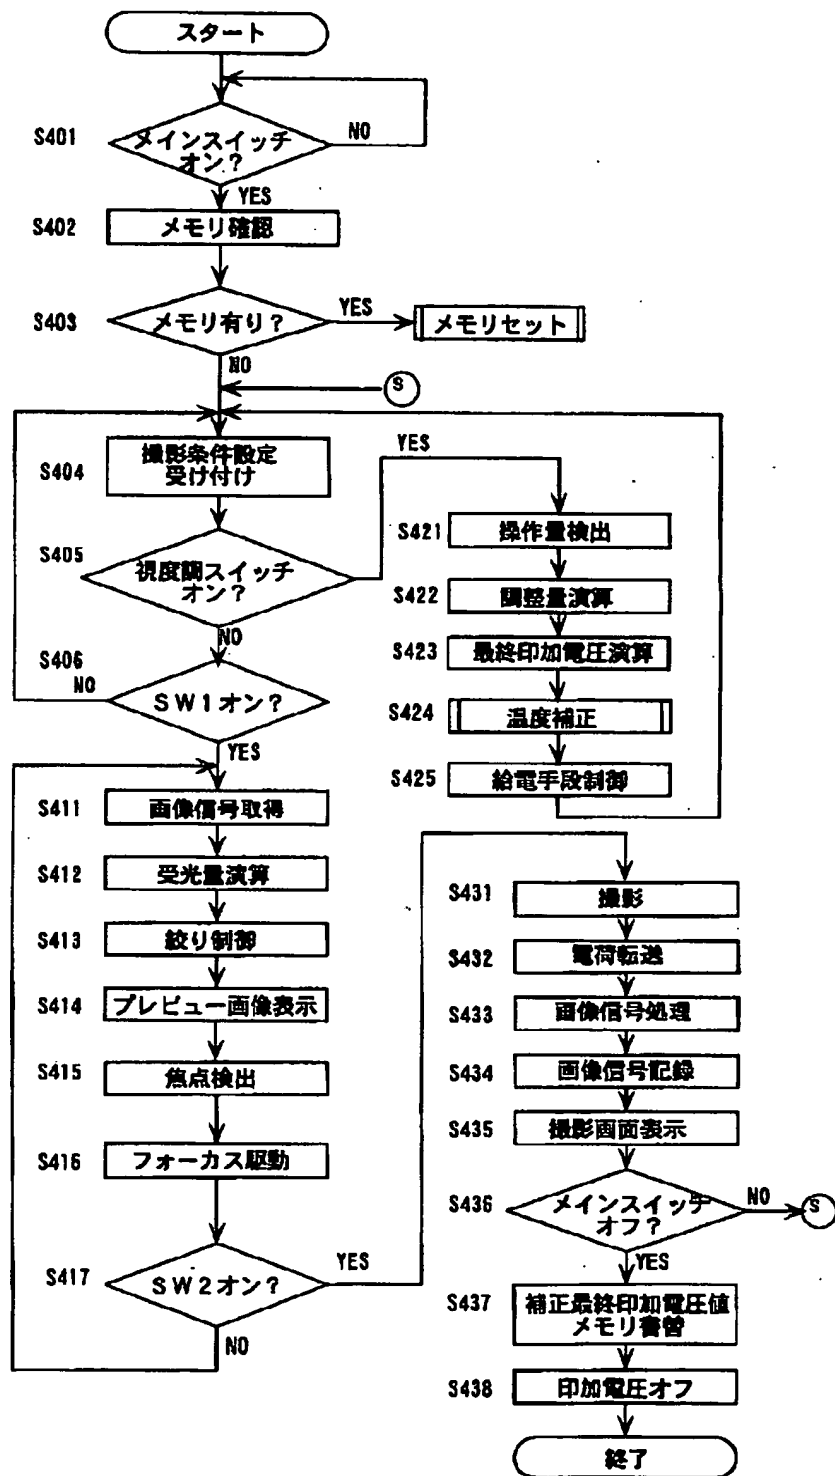 スタート
S401
メインスイッチ
オン?
NO
YES
S402
メモリ確認
S403
メモリ有り?
YES
メモリセット
NO
S
S404
撮影条件設定
受け付け
S405
視度調スイッチ
オン?
YES
NO
S406
SW1オン?
NO
YES
S421
操作量検出
S422
調整量演算
S423
最終印加電圧演算
S424
温度補正
S425
給電手段制御
S411
画像信号取得
S412
受光量演算
S413
絞り制御
S414
プレビュー画像表示
S415
焦点検出
S416
フォーカス駆動
S417
SW2オン?
YES
NO
S431
撮影
S432
電荷転送
S433
画像信号処理
S434
画像信号記録
S435
撮影画面表示
S436
メインスイッチ
オフ?
NO
S
YES
S437
補正最終印加電圧値
メモリ書替
S438
印加電圧オフ
終了